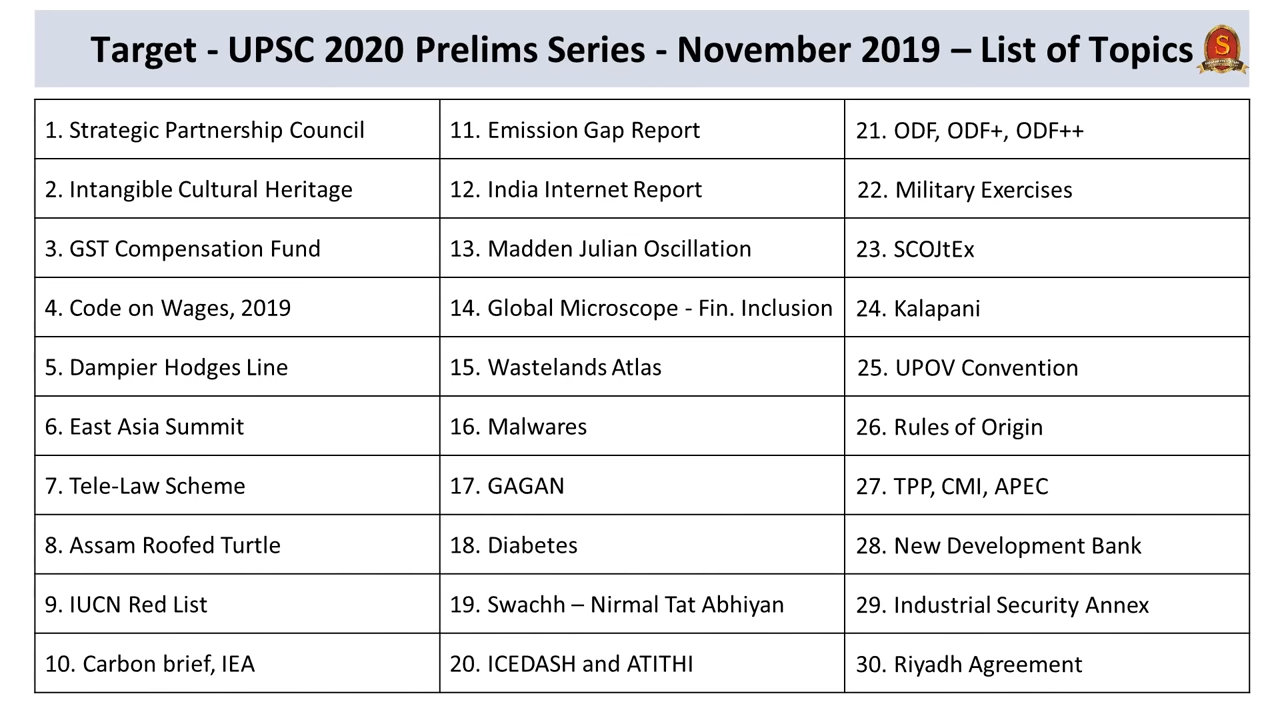 Target - UPSC 2020 Prelims Series - November 2019 – List of Topics
S
1. Strategic Partnership Council
2. Intangible Cultural Heritage
3. GST Compensation Fund
4. Code on Wages, 2019
5. Dampier Hodges Line
6. East Asia Summit
7. Tele-Law Scheme
8. Assam Roofed Turtle
9. IUCN Red List
10. Carbon brief, IEA
11. Emission Gap Report
12. India Internet Report
13. Madden Julian Oscillation
14. Global Microscope - Fin. Inclusion
15. Wastelands Atlas
16. Malwares
17. GAGAN
18. Diabetes
19. Swachh – Nirmal Tat Abhiyan
20. ICEDASH and ATITHI
21. ODF, ODF+, ODF++
22. Military Exercises
23. SCOJtEx
24. Kalapani
25. UPOV Convention
26. Rules of Origin
27. TPP, CMI, APEC
28. New Development Bank
29. Industrial Security Annex
30. Riyadh Agreement